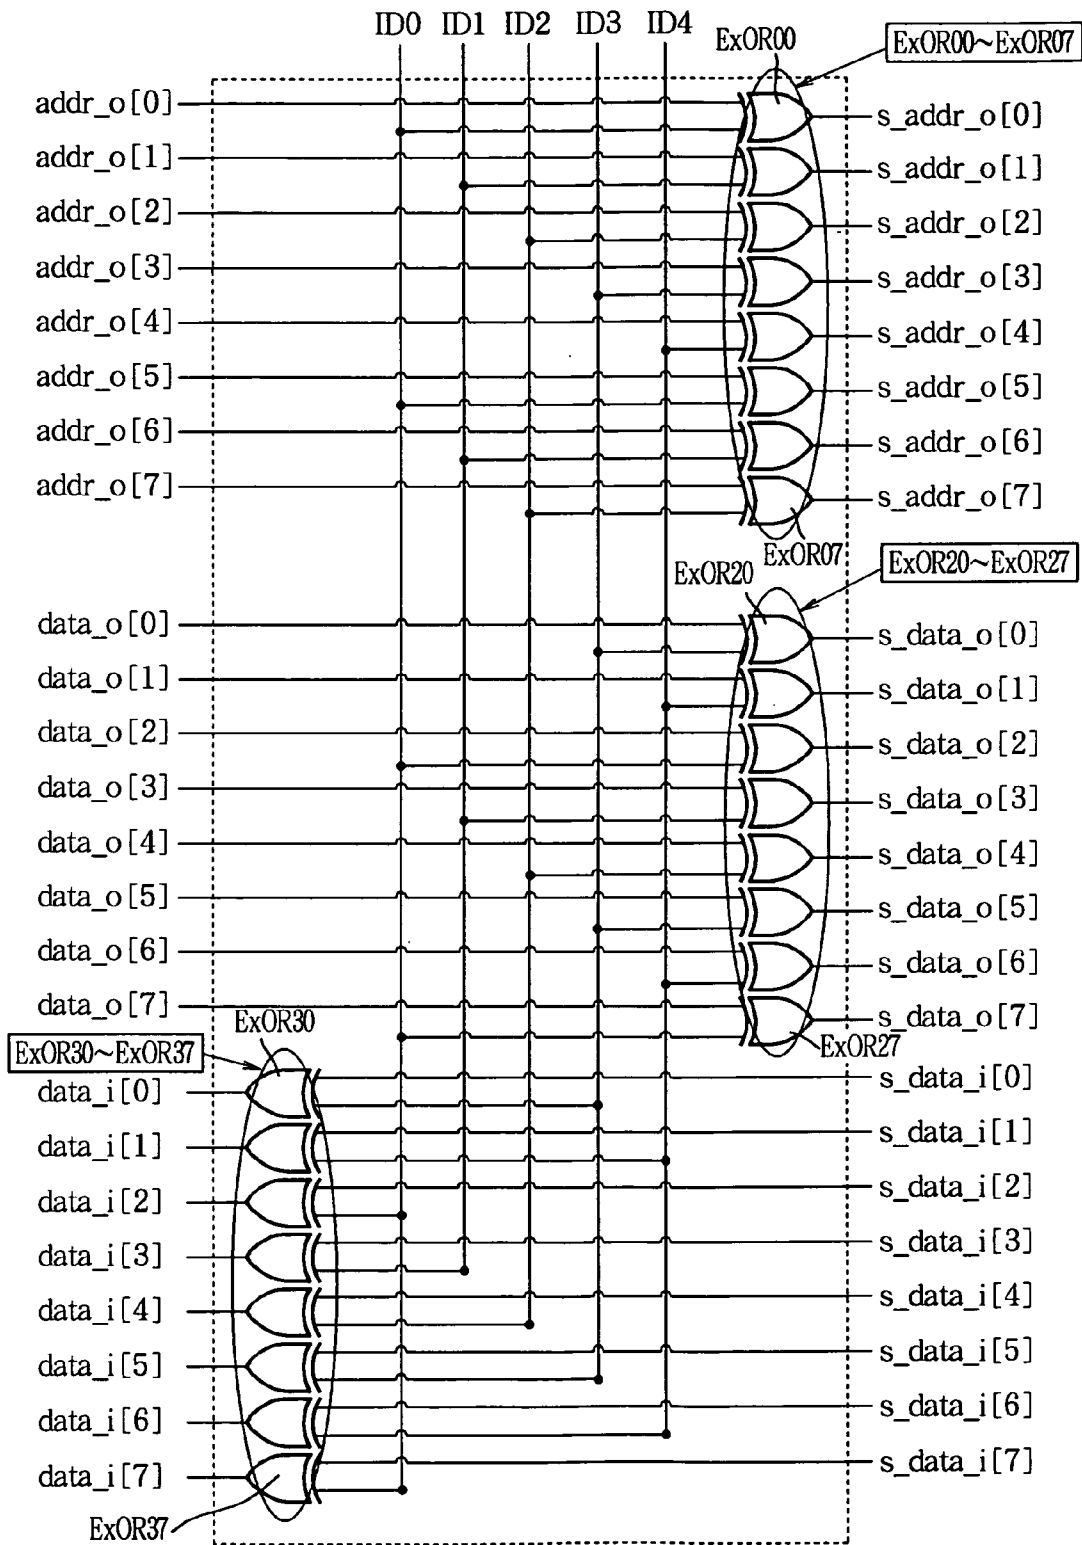 ID0 ID1 ID2 ID3 ID4
ExOR00
ExOR00~ExOR07
addr_o[0]
s_addr_o[0]
addr_o[1]
s_addr_o[1]
addr_o[2]
s_addr_o[2]
addr_o[3]
s_addr_o[3]
addr_o[4]
s_addr_o[4]
addr_o[5]
s_addr_o[5]
addr_o[6]
s_addr_o[6]
addr_o[7]
s_addr_o[7]
ExOR07
ExOR20
ExOR20~ExOR27
data_o[0]
s_data_o[0]
data_o[1]
s_data_o[1]
data_o[2]
s_data_o[2]
data_o[3]
s_data_o[3]
data_o[4]
s_data_o[4]
data_o[5]
s_data_o[5]
data_o[6]
s_data_o[6]
data_o[7]
s_data_o[7]
ExOR30
ExOR27
ExOR30~ExOR37
data_i[0]
s_data_i[0]
data_i[1]
s_data_i[1]
data_i[2]
s_data_i[2]
data_i[3]
s_data_i[3]
data_i[4]
s_data_i[4]
data_i[5]
s_data_i[5]
data_i[6]
s_data_i[6]
data_i[7]
s_data_i[7]
ExOR37